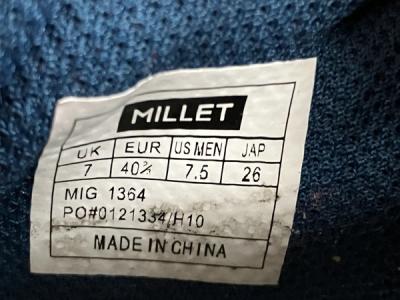 MILLET
UK EUR US MEN JAP
7 40⅔ 7.5 26
MIG 1364
PO#0121334/H10
MADE IN CHINA